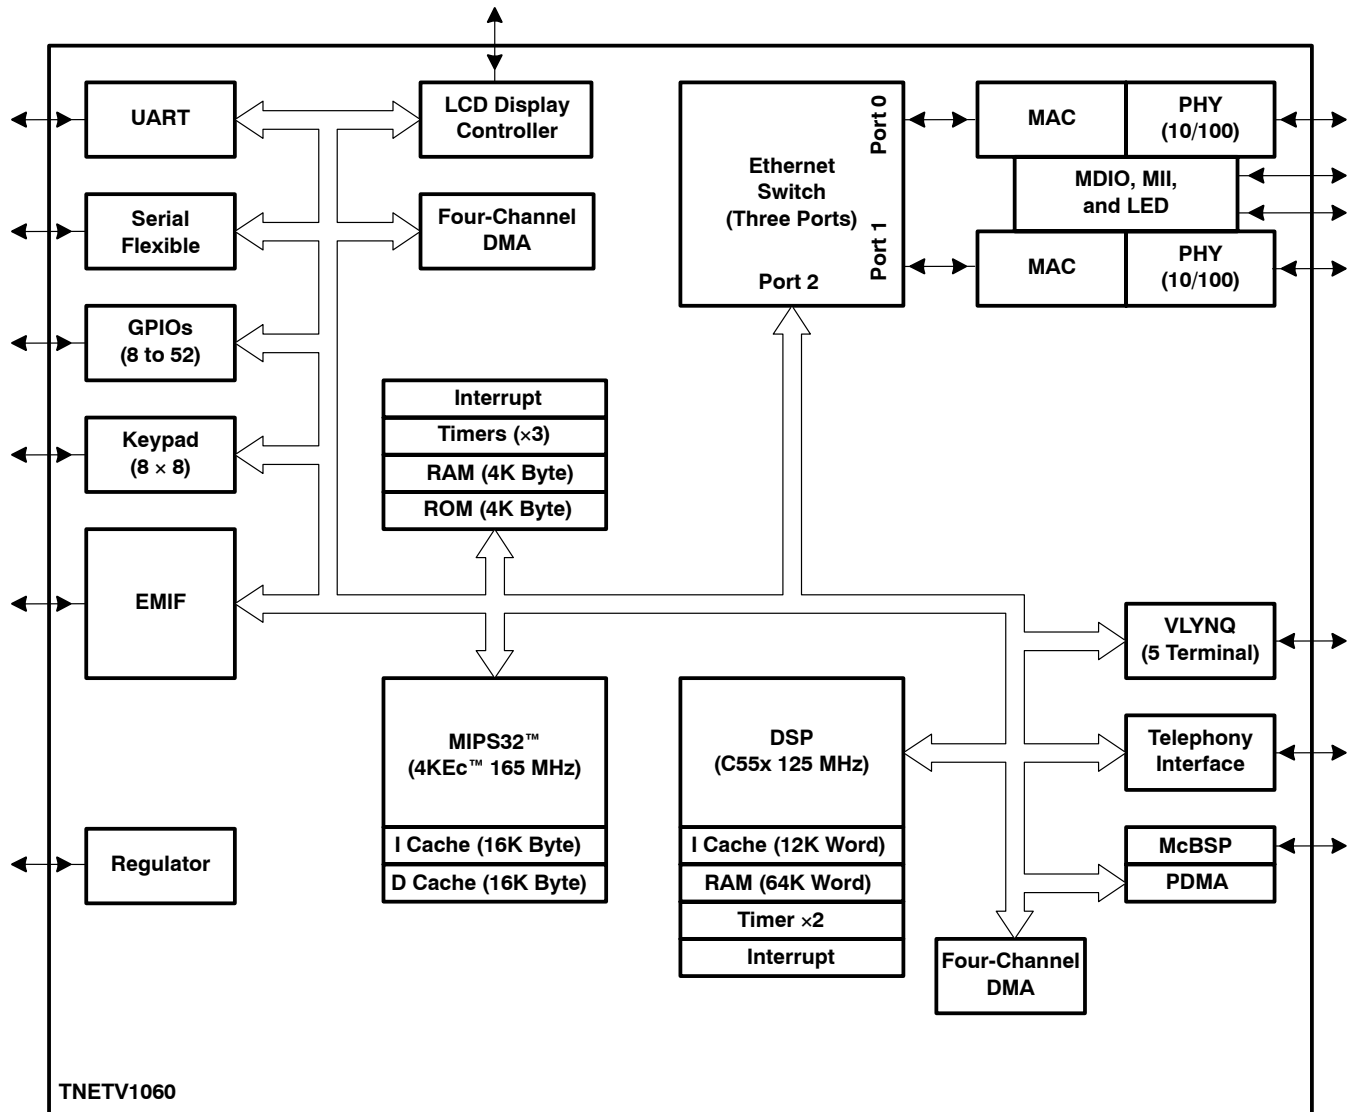 UART
LCD Display
Controller
Serial
Flexible
Four-Channel
DMA
GPIOs
(8 to 52)
Keypad
(8 × 8)
EMIF
Regulator
Interrupt
Timers (×3)
RAM (4K Byte)
ROM (4K Byte)
MIPS32™
(4KEc™ 165 MHz)
I Cache (16K Byte)
D Cache (16K Byte)
Ethernet
Switch
(Three Ports)
Port 0
Port 1
Port 2
MAC
PHY
(10/100)
MDIO, MII,
and LED
MAC
PHY
(10/100)
DSP
(C55x 125 MHz)
I Cache (12K Word)
RAM (64K Word)
Timer ×2
Interrupt
VLYNQ
(5 Terminal)
Telephony
Interface
McBSP
PDMA
Four-Channel
DMA
TNETV1060